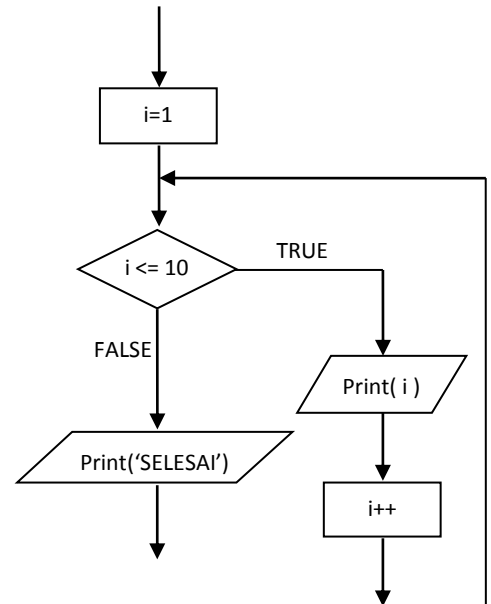 i=1
i <= 10
TRUE
FALSE
Print( i )
Print(‘SELESAI’)
i++